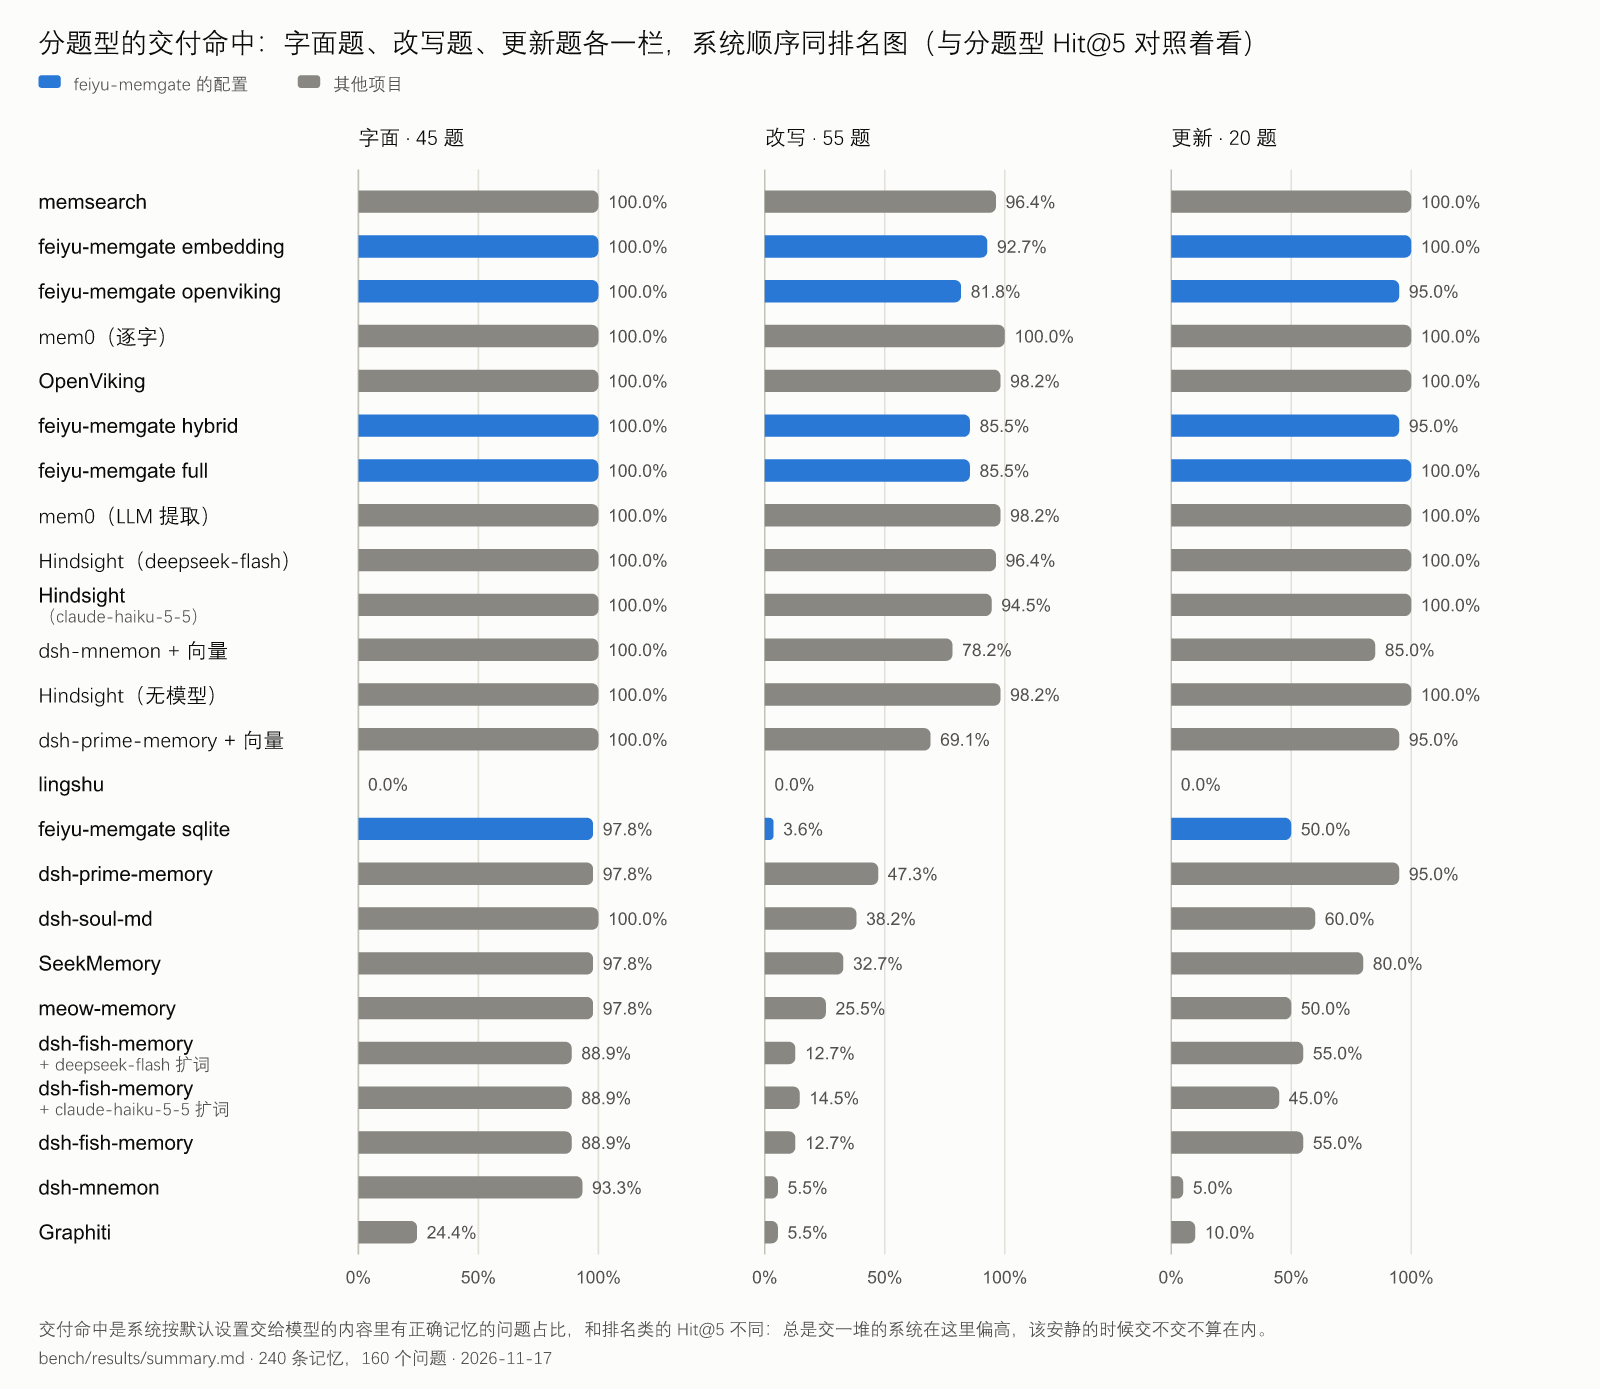 分题型的交付命中：字面题、改写题、更新题各一栏，系统顺序同排名图（与分题型 Hit@5 对照着看）
feiyu-memgate 的配置 其他项目
字面 · 45 题 改写 · 55 题 更新 · 20 题
memsearch 100.0% 96.4% 100.0%
feiyu-memgate embedding 100.0% 92.7% 100.0%
feiyu-memgate openviking 100.0% 81.8% 95.0%
mem0（逐字） 100.0% 100.0% 100.0%
OpenViking 100.0% 98.2% 100.0%
feiyu-memgate hybrid 100.0% 85.5% 95.0%
feiyu-memgate full 100.0% 85.5% 100.0%
mem0（LLM 提取） 100.0% 98.2% 100.0%
Hindsight（deepseek-flash） 100.0% 96.4% 100.0%
Hindsight
（claude-haiku-5-5） 100.0% 94.5% 100.0%
dsh-mnemon + 向量 100.0% 78.2% 85.0%
Hindsight（无模型） 100.0% 98.2% 100.0%
dsh-prime-memory + 向量 100.0% 69.1% 95.0%
lingshu 0.0% 0.0% 0.0%
feiyu-memgate sqlite 97.8% 3.6% 50.0%
dsh-prime-memory 97.8% 47.3% 95.0%
dsh-soul-md 100.0% 38.2% 60.0%
SeekMemory 97.8% 32.7% 80.0%
meow-memory 97.8% 25.5% 50.0%
dsh-fish-memory
+ deepseek-flash 扩词 88.9% 12.7% 55.0%
dsh-fish-memory
+ claude-haiku-5-5 扩词 88.9% 14.5% 45.0%
dsh-fish-memory 88.9% 12.7% 55.0%
dsh-mnemon 93.3% 5.5% 5.0%
Graphiti 24.4% 5.5% 10.0%
0% 50% 100% 0% 50% 100% 0% 50% 100%
交付命中是系统按默认设置交给模型的内容里有正确记忆的问题占比，和排名类的 Hit@5 不同：总是交一堆的系统在这里偏高，该安静的时候交不交不算在内。
bench/results/summary.md · 240 条记忆，160 个问题 · 2026-11-17